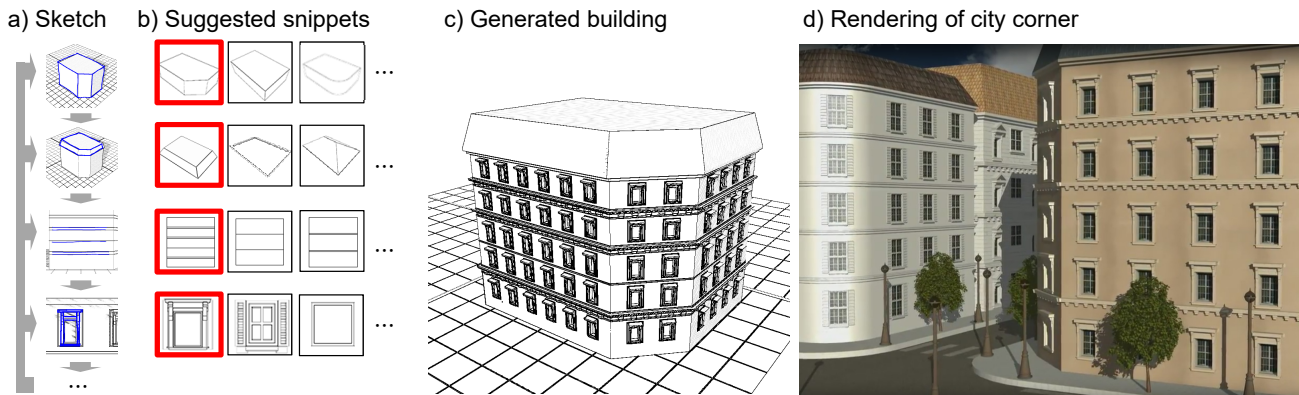 a) Sketch
b) Suggested snippets
c) Generated building
d) Rendering of city corner
...
...
...
...
...